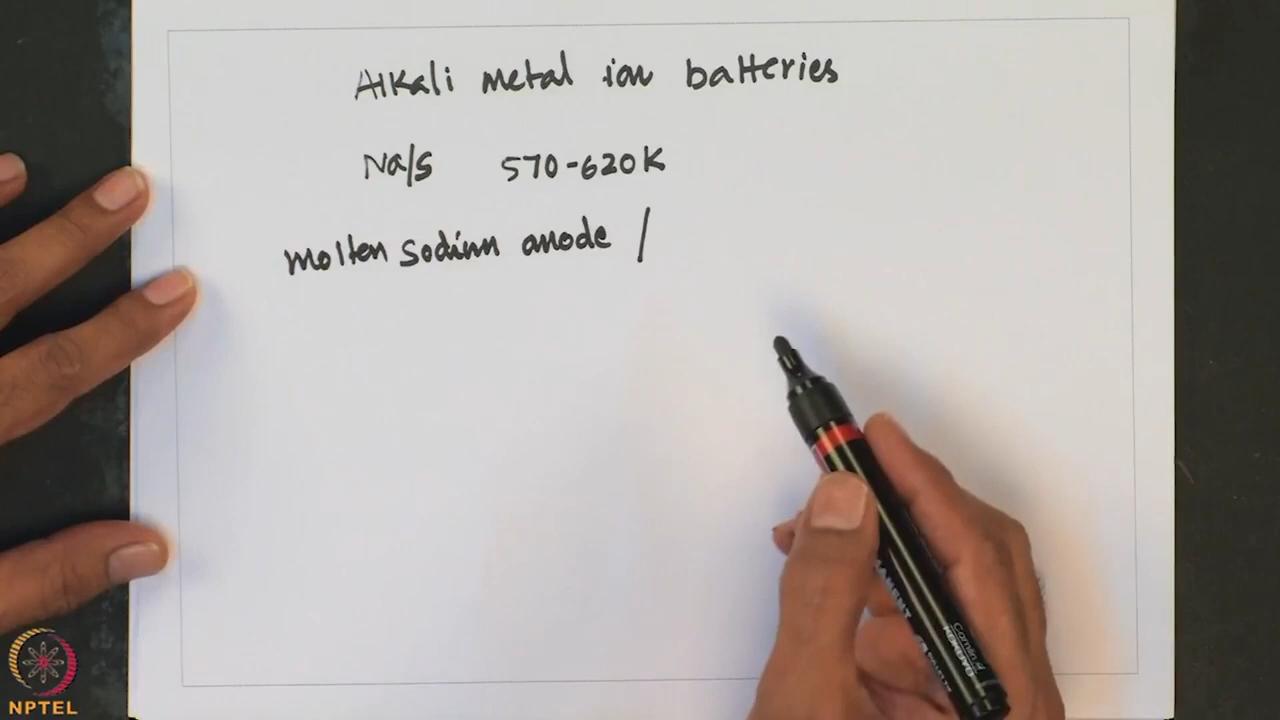 Alkali metal ion batteries
Na/S 570-620K
Molten sodium anode /
NPTEL